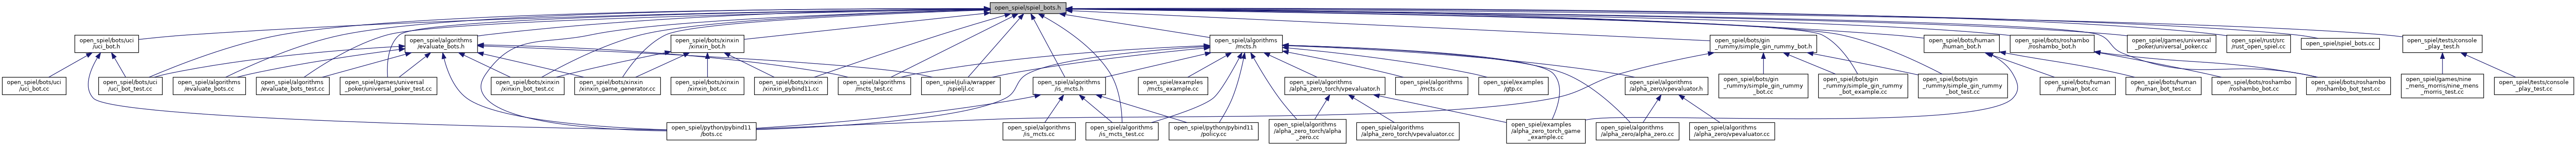 open_spiel/spiel_bots.h
open_spiel/bots/uci
/uci_bot.h
open_spiel/algorithms
/evaluate_bots.h
open_spiel/bots/xinxin
/xinxin_bot.h
open_spiel/algorithms
/mcts.h
open_spiel/bots/gin
_rummy/simple_gin_rummy_bot.h
open_spiel/bots/human
/human_bot.h
open_spiel/bots/roshambo
/roshambo_bot.h
open_spiel/games/universal
_poker/universal_poker.cc
open_spiel/rust/src
/rust_open_spiel.cc
open_spiel/spiel_bots.cc
open_spiel/tests/console
_play_test.h
open_spiel/bots/uci
/uci_bot.cc
open_spiel/bots/uci
/uci_bot_test.cc
open_spiel/algorithms
/evaluate_bots.cc
open_spiel/algorithms
/evaluate_bots_test.cc
open_spiel/games/universal
_poker/universal_poker_test.cc
open_spiel/bots/xinxin
/xinxin_bot_test.cc
open_spiel/bots/xinxin
/xinxin_game_generator.cc
open_spiel/bots/xinxin
/xinxin_bot.cc
open_spiel/bots/xinxin
/xinxin_pybind11.cc
open_spiel/algorithms
/mcts_test.cc
open_spiel/julia/wrapper
/spieljl.cc
open_spiel/algorithms
/is_mcts.h
open_spiel/examples
/mcts_example.cc
open_spiel/algorithms
/alpha_zero_torch/vpevaluator.h
open_spiel/algorithms
/mcts.cc
open_spiel/examples
/gtp.cc
open_spiel/algorithms
/alpha_zero/vpevaluator.h
open_spiel/bots/gin
_rummy/simple_gin_rummy
_bot.cc
open_spiel/bots/gin
_rummy/simple_gin_rummy
_bot_example.cc
open_spiel/bots/gin
_rummy/simple_gin_rummy
_bot_test.cc
open_spiel/bots/human
/human_bot.cc
open_spiel/bots/human
/human_bot_test.cc
open_spiel/bots/roshambo
/roshambo_bot.cc
open_spiel/bots/roshambo
/roshambo_bot_test.cc
open_spiel/games/nine
_mens_morris/nine_mens
_morris_test.cc
open_spiel/tests/console
_play_test.cc
open_spiel/python/pybind11
/bots.cc
open_spiel/algorithms
/is_mcts.cc
open_spiel/algorithms
/is_mcts_test.cc
open_spiel/python/pybind11
/policy.cc
open_spiel/algorithms
/alpha_zero_torch/alpha
_zero.cc
open_spiel/algorithms
/alpha_zero_torch/vpevaluator.cc
open_spiel/examples
/alpha_zero_torch_game
_example.cc
open_spiel/algorithms
/alpha_zero/alpha_zero.cc
open_spiel/algorithms
/alpha_zero/vpevaluator.cc